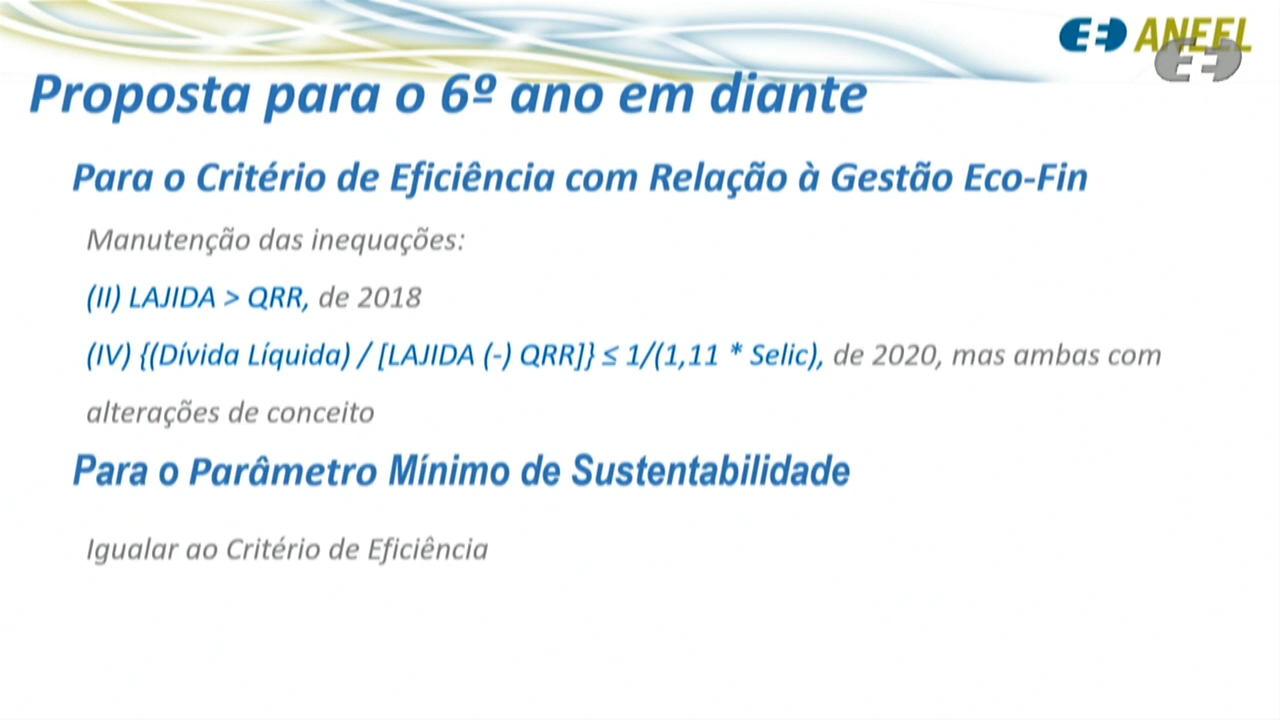 ANEEL
Proposta para o 6º ano em diante
Para o Critério de Eficiência com Relação à Gestão Eco-Fin
Manutenção das inequações:
(II) LAJIDA > QRR, de 2018
(IV) {(Dívida Líquida) / [LAJIDA (-) QRR]} ≤ 1/(1,11 * Selic), de 2020, mas ambas com
alterações de conceito
Para o Parâmetro Mínimo de Sustentabilidade
Igualar ao Critério de Eficiência